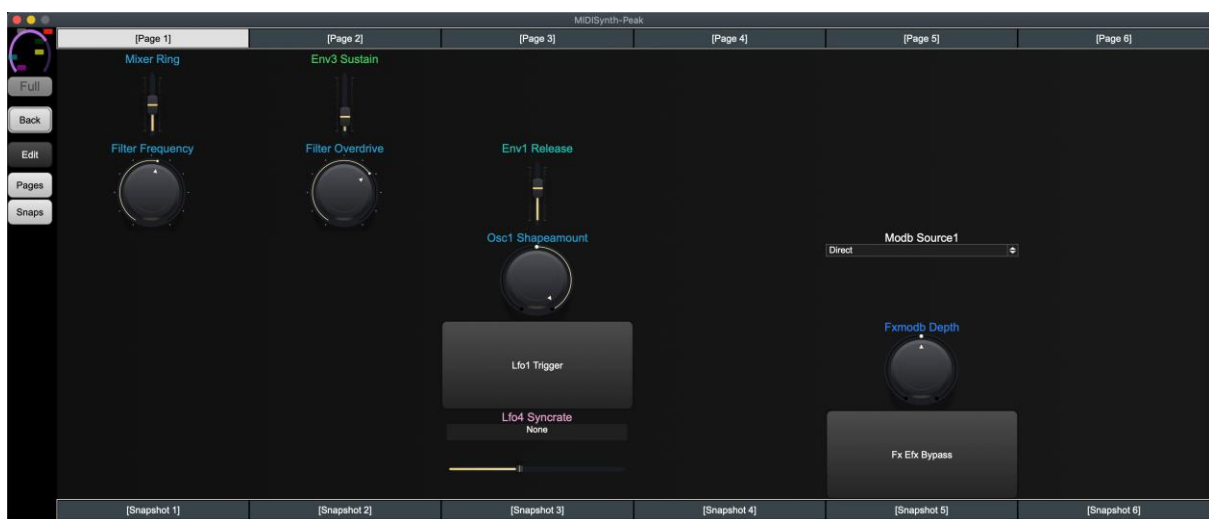 MIDISynth-Peak
[Page 1] [Page 2] [Page 3] [Page 4] [Page 5] [Page 6]
Full
Back
Edit
Pages
Snaps
Mixer Ring Env3 Sustain
Filter Frequency Filter Overdrive Env1 Release
Osc1 Shapeamount Modb Source1
Direct
Fxmodb Depth
Lfo1 Trigger
Lfo4 Syncrate
None
Fx Efx Bypass
[Snapshot 1] [Snapshot 2] [Snapshot 3] [Snapshot 4] [Snapshot 5] [Snapshot 6]